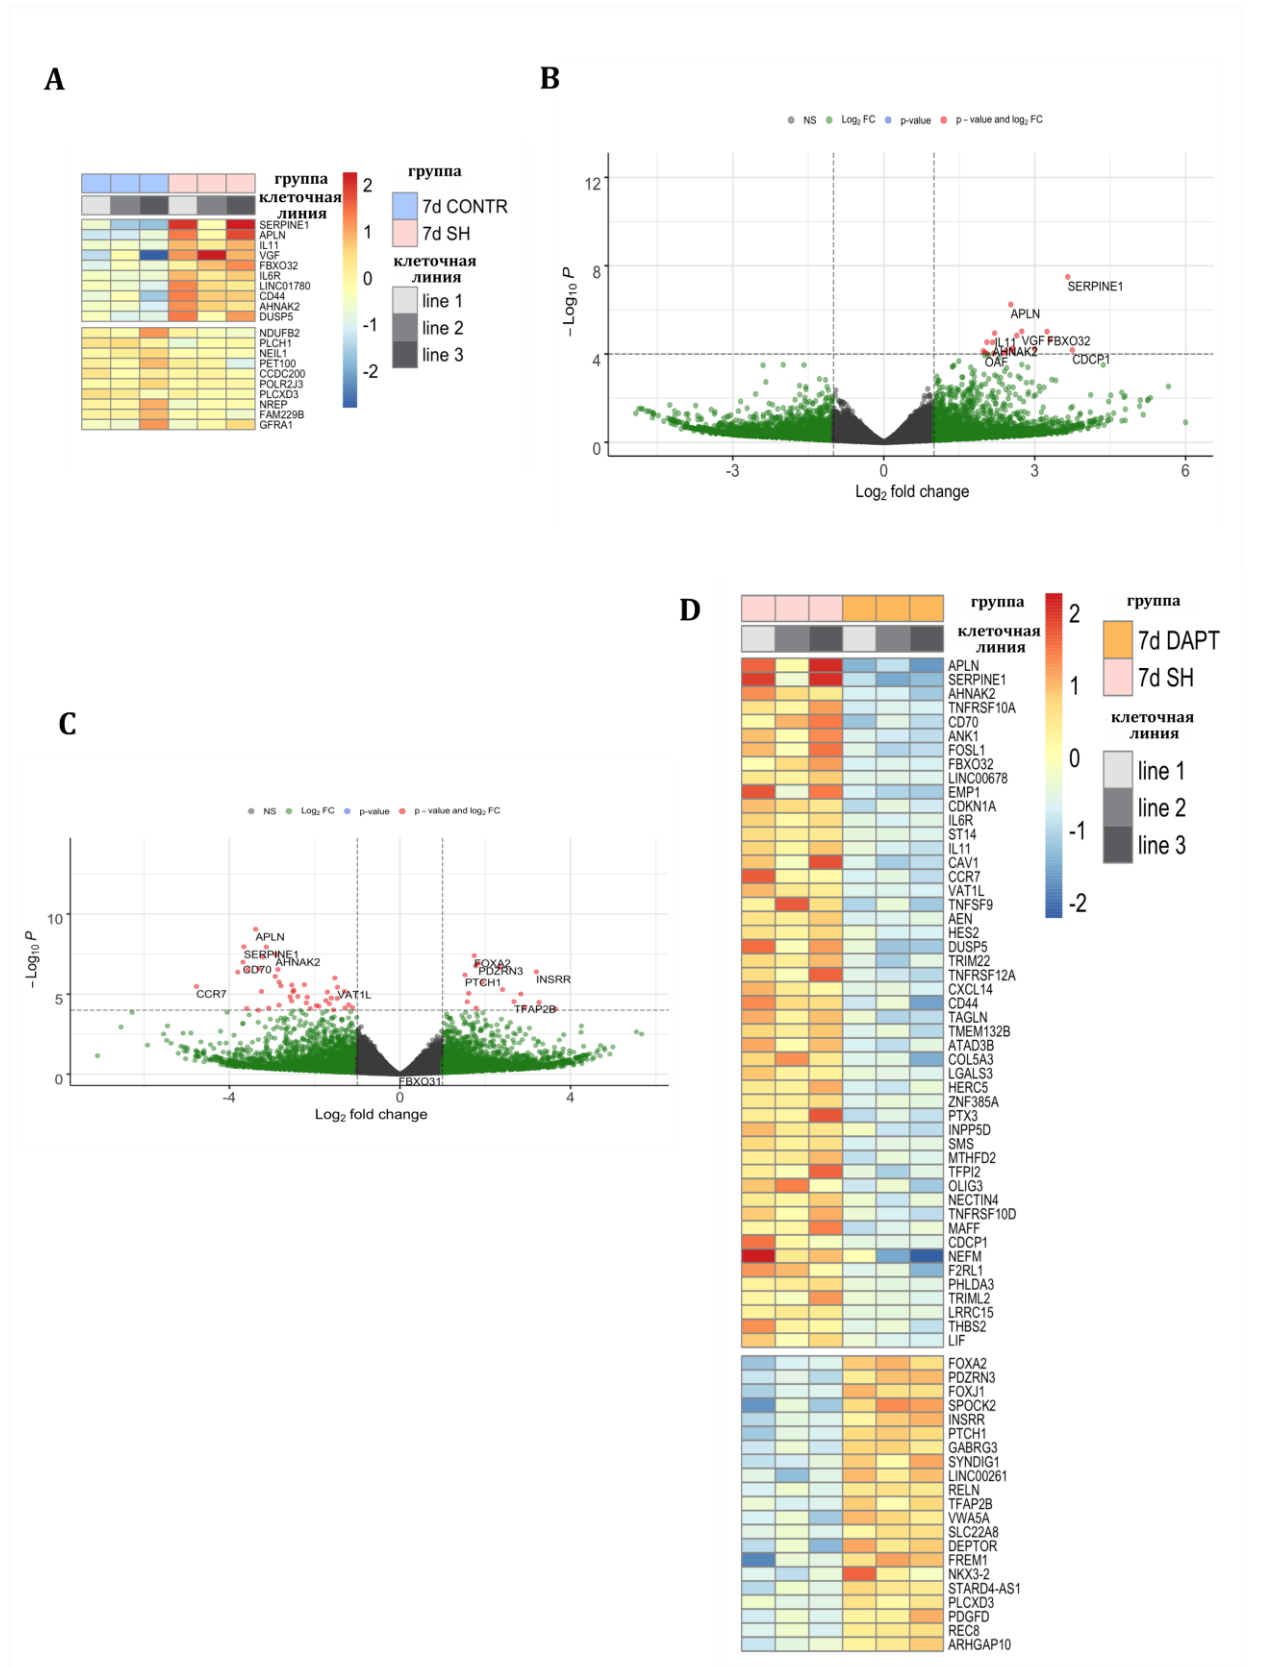 A
группа
клеточная
линия
SERPINE1
APLN
IL11
VGF
FBXO32
IL6R
LINC01780
CD44
AHNAK2
DUSP5
NDUFB2
PLCH1
NEIL1
PET100
CCDC200
POLR2J3
PLCXD3
NREP
FAM229B
GFRA1
2
1
0
-1
-2
группа
7d CONTR
7d SH
клеточная
линия
line 1
line 2
line 3
B
NS Log₂ FC p-value p – value and log₂ FC
12
8
4
0
– Log₁₀ P
SERPINE1
APLN
IL11 VGF FBXO32
AHNAK2
OAF CDCP1
-3 0 3 6
Log₂ fold change
C
NS Log₂ FC p-value p – value and log₂ FC
10
5
0
–Log₁₀ P
APLN
SERPINE1
AHNAK2
CD70
CCR7
VAT1L
FOXA2
PDZRN3
PTCH1
INSRR
TFAP2B
FBXO31
-4 0 4
Log₂ fold change
D
группа
клеточная
линия
APLN
SERPINE1
AHNAK2
TNFRSF10A
CD70
ANK1
FOSL1
FBXO32
LINC00678
EMP1
CDKN1A
IL6R
ST14
IL11
CAV1
CCR7
VAT1L
TNFSF9
AEN
HES2
DUSP5
TRIM22
TNFRSF12A
CXCL14
CD44
TAGLN
TMEM132B
ATAD3B
COL5A3
LGALS3
HERC5
ZNF385A
PTX3
INPP5D
SMS
MTHFD2
TFPI2
OLIG3
NECTIN4
TNFRSF10D
MAFF
CDCP1
NEFM
F2RL1
PHLDA3
TRIML2
LRRC15
THBS2
LIF
FOXA2
PDZRN3
FOXJ1
SPOCK2
INSRR
PTCH1
GABRG3
SYNDIG1
LINC00261
RELN
TFAP2B
VWA5A
SLC22A8
DEPTOR
FREM1
NKX3-2
STARD4-AS1
PLCXD3
PDGFD
REC8
ARHGAP10
2
1
0
-1
-2
группа
7d DAPT
7d SH
клеточная
линия
line 1
line 2
line 3